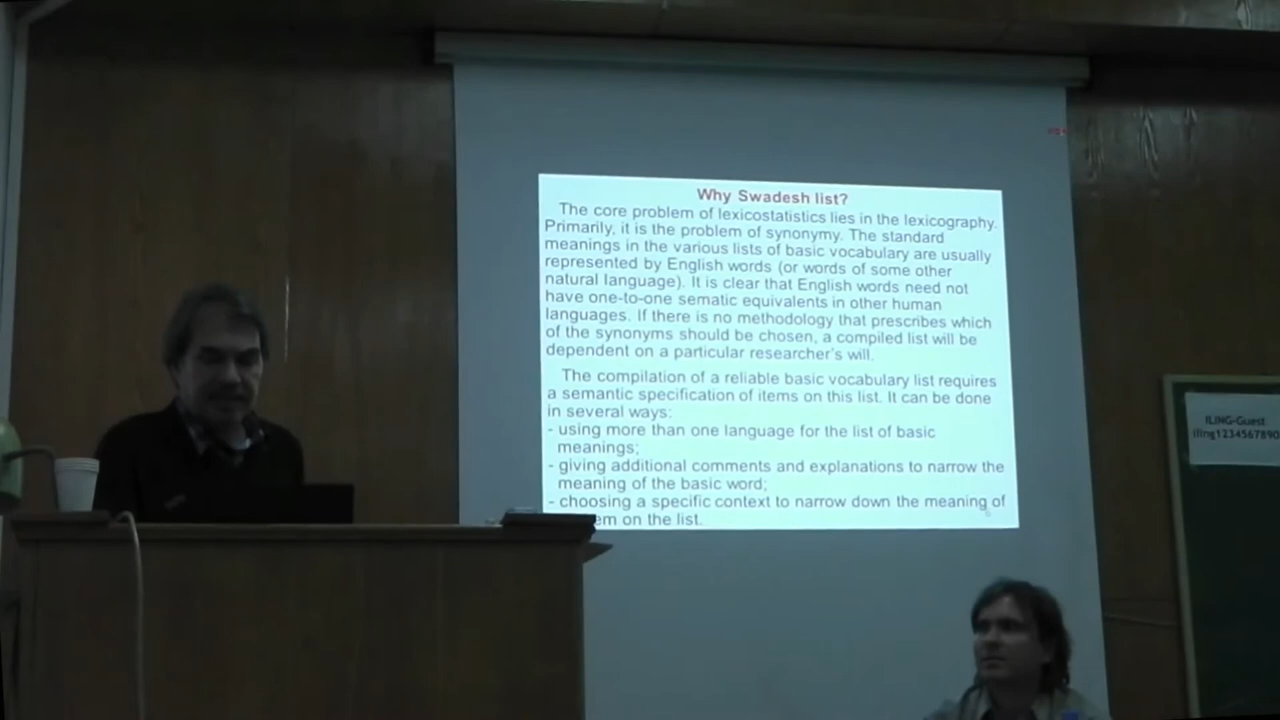 Why Swadesh list?
The core problem of lexicostatistics lies in the lexicography.
Primarily, it is the problem of synonymy. The standard
meanings in the various lists of basic vocabulary are usually
represented by English words (or words of some other
natural language). It is clear that English words need not
have one-to-one sematic equivalents in other human
languages. If there is no methodology that prescribes which
of the synonyms should be chosen, a compiled list will be
dependent on a particular researcher's will.
The compilation of a reliable basic vocabulary list requires
a semantic specification of items on this list. It can be done
in several ways:
- using more than one language for the list of basic
meanings;
- giving additional comments and explanations to narrow the
meaning of the basic word;
- choosing a specific context to narrow down the meaning of
em on the list.
ILING-Guest
iling1234567890